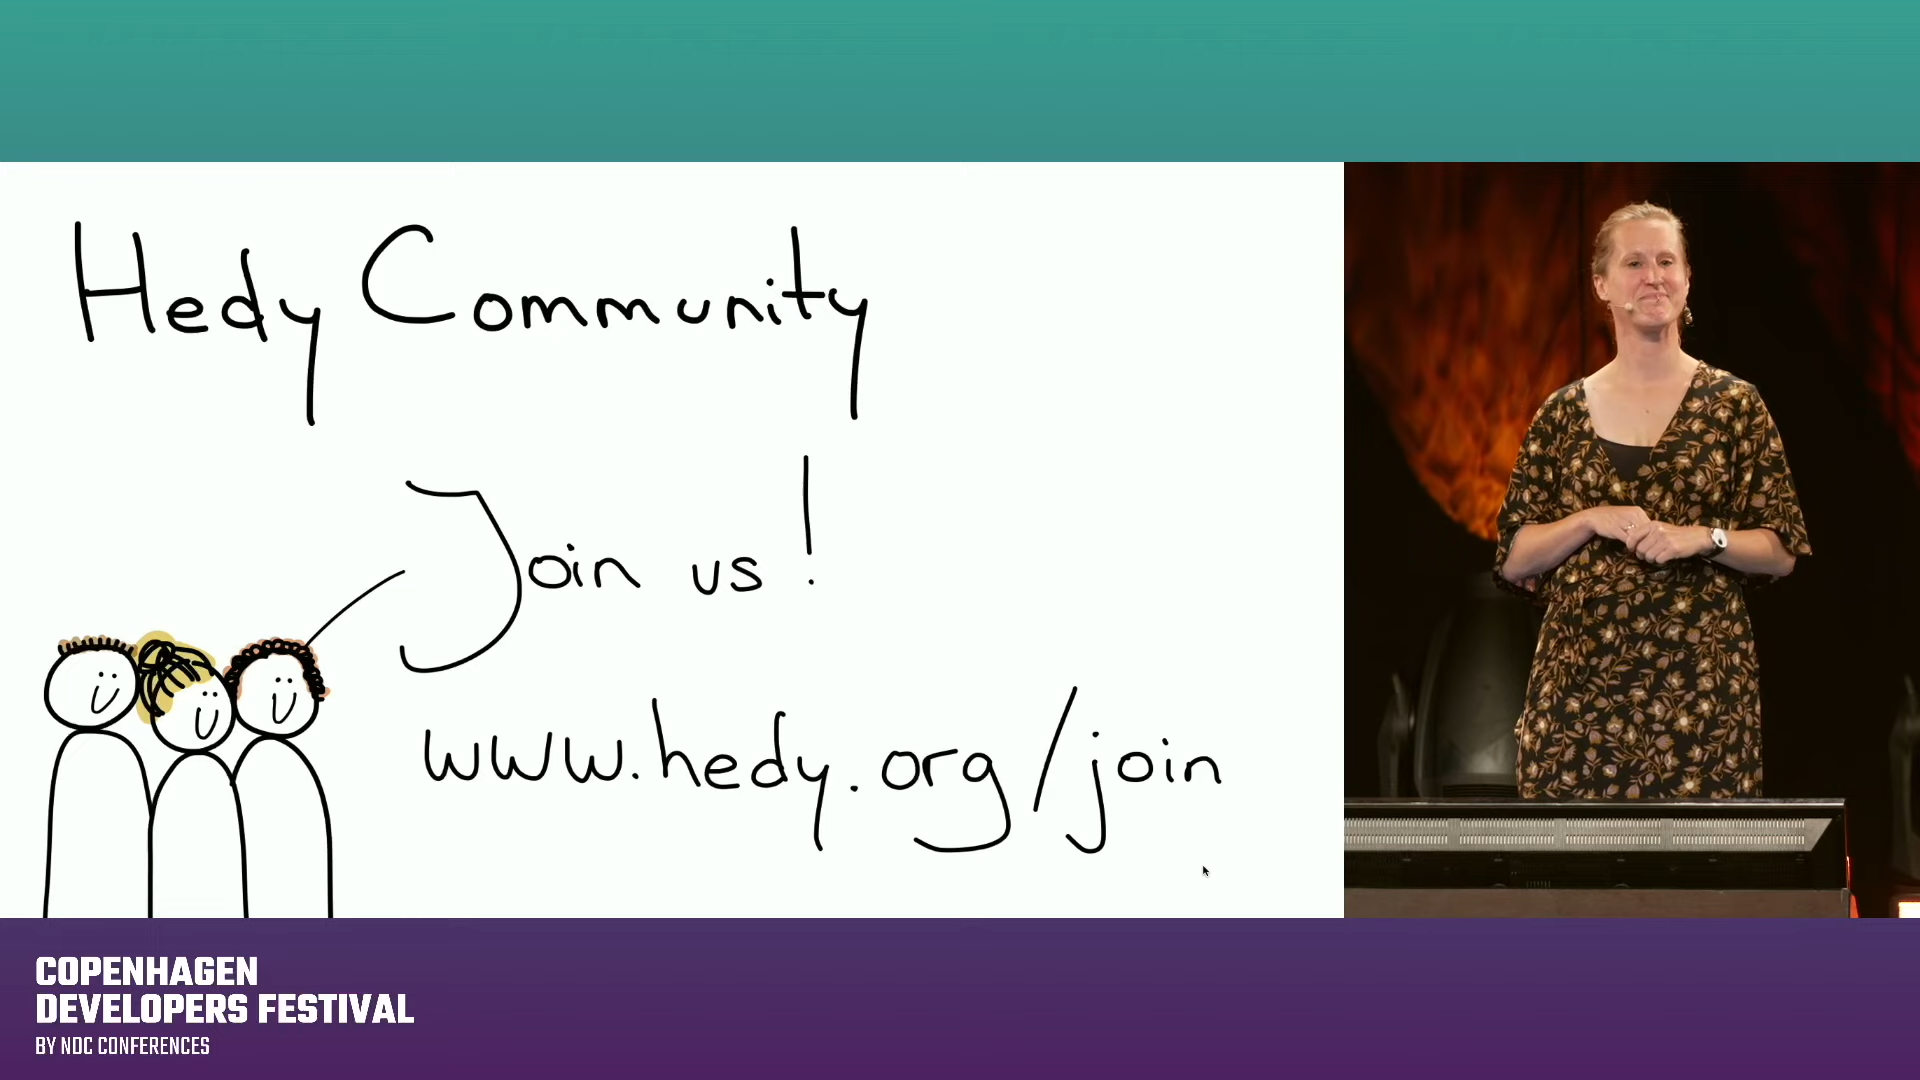 Hedy Community
Join us!
www.hedy.org/join
COPENHAGEN
DEVELOPERS FESTIVAL
BY NDC CONFERENCES